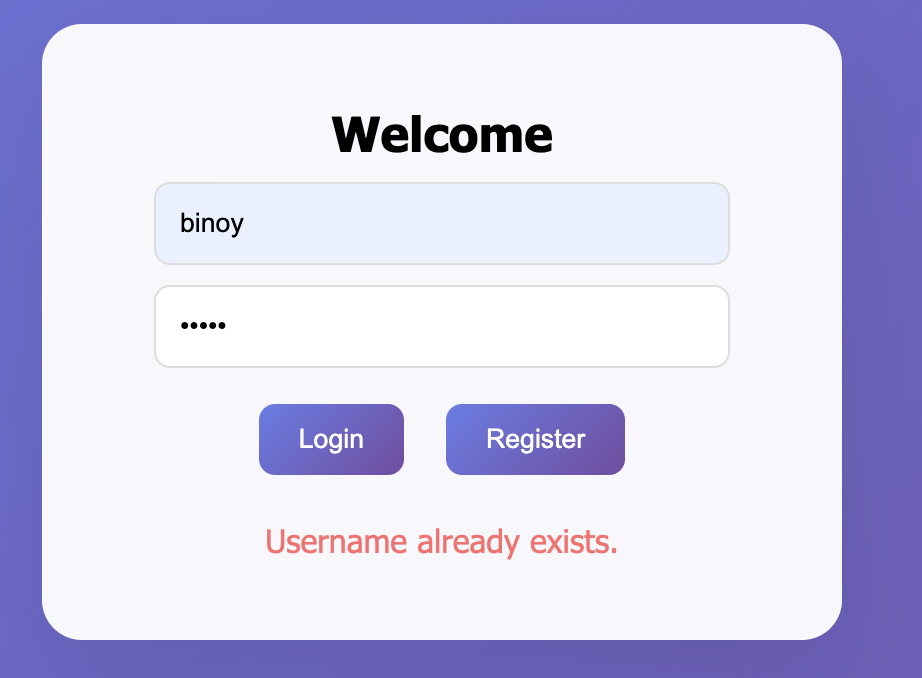 Welcome
binoy
•••••
Login Register
Username already exists.